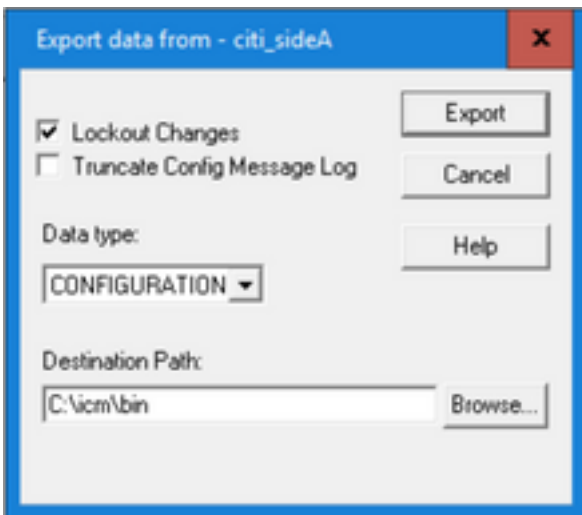 Export data from - citi_sideA
x
Lockout Changes
Export
Truncate Config Message Log
Cancel
Data type:
Help
CONFIGURATION
Destination Path:
C:\icm\bin
Browse...